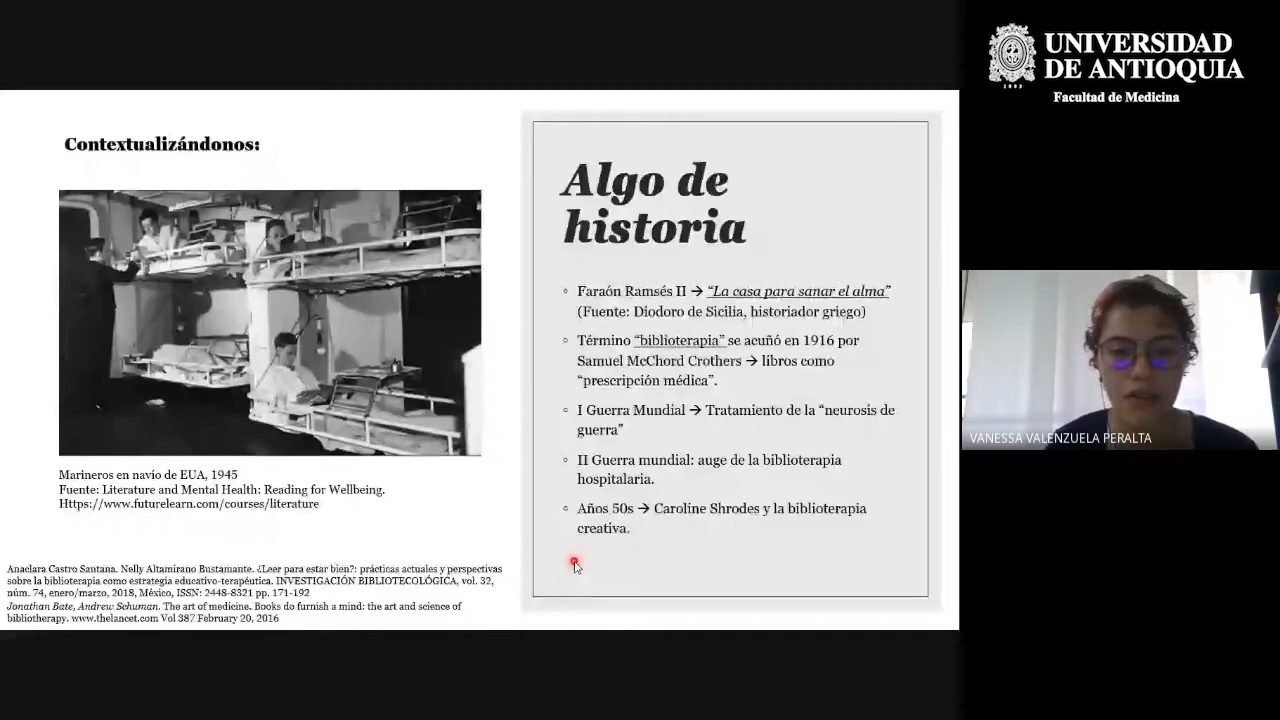 Contextualizándonos:
Marineros en navío de EUA, 1945
Fuente: Literature and Mental Health: Reading for Wellbeing.
Https://www.futurelearn.com/courses/literature
Anaclara Castro Santana. Nelly Altamirano Bustamante. ¿Leer para estar bien?: prácticas actuales y perspectivas
sobre la biblioterapia como estrategia educativo-terapéutica. INVESTIGACIÓN BIBLIOTECOLÓGICA, vol. 32,
núm. 74, enero/marzo, 2018, México, ISSN: 2448-8321 pp. 171-192
Jonathan Bate, Andrew Schuman. The art of medicine. Books do furnish a mind: the art and science of
bibliotherapy. www.thelancet.com Vol 387 February 20, 2016
Algo de
historia
◦ Faraón Ramsés II → “La casa para sanar el alma”
(Fuente: Diodoro de Sicilia, historiador griego)
◦ Término “biblioterapia” se acuñó en 1916 por
Samuel McChord Crothers → libros como
“prescripción médica”.
◦ I Guerra Mundial → Tratamiento de la “neurosis de
guerra”
◦ II Guerra mundial: auge de la biblioterapia
hospitalaria.
◦ Años 50s → Caroline Shrodes y la biblioterapia
creativa.
UNIVERSIDAD
DE ANTIOQUIA
1803
Facultad de Medicina
VANESSA VALENZUELA PERALTA